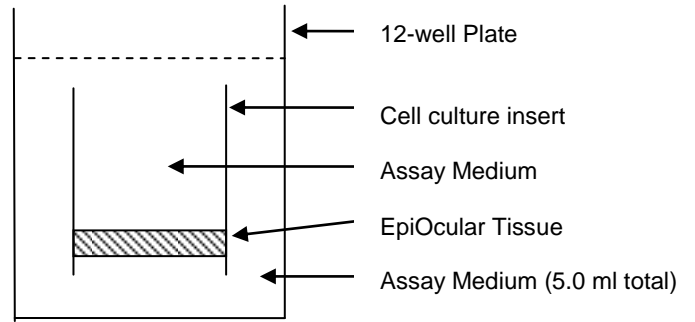 12-well Plate
Cell culture insert
Assay Medium
EpiOcular Tissue
Assay Medium (5.0 ml total)